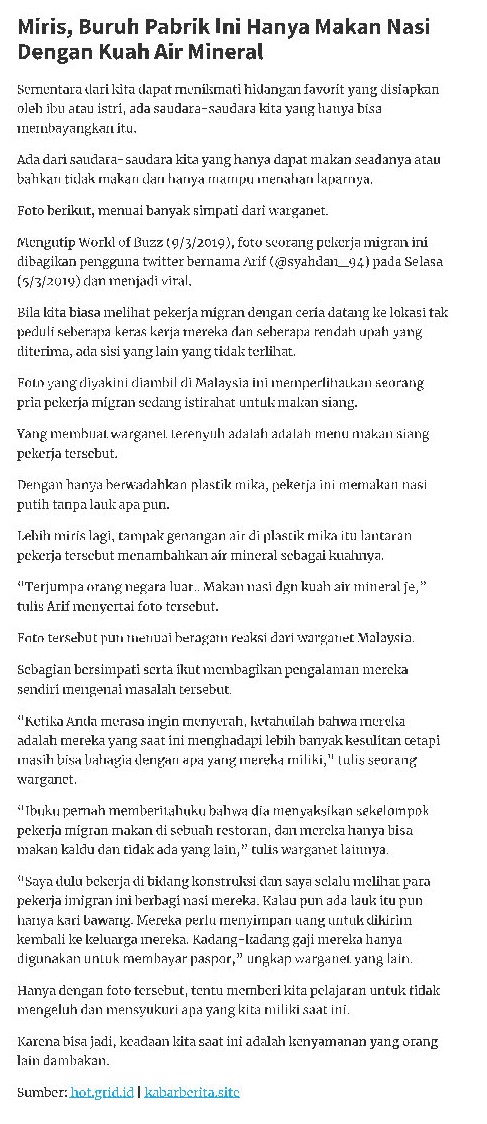 Miris, Buruh Pabrik Ini Hanya Makan Nasi
Dengan Kuah Air Mineral
Sementara dari kita dapat menikmati hidangan favorit yang disiapkan
oleh ibu atau istri, ada saudara-saudara kita yang hanya bisa
membayangkan itu.
Ada dari saudara-saudara kita yang hanya dapat makan seadanya atau
bahkan tidak makan dan hanya mampu menahan laparnya.
Foto berikut, menuai banyak simpati dari warganet.
Mengutip World of Buzz (9/3/2019), foto seorang pekerja migran ini
dibagikan pengguna twitter bernama Arif (@syahdan_94) pada Selasa
(5/3/2019) dan menjadi viral.
Bila kita biasa melihat pekerja migran dengan ceria datang ke lokasi tak
peduli seberapa keras kerja mereka dan seberapa rendah upah yang
diterima, ada sisi yang lain yang tidak terlihat.
Foto yang diyakini diambil di Malaysia ini memperlihatkan seorang
pria pekerja migran sedang istirahat untuk makan siang.
Yang membuat warganet terenyuh adalah adalah menu makan siang
pekerja tersebut.
Dengan hanya berwadahkan plastik mika, pekerja ini memakan nasi
putih tanpa lauk apa pun.
Lebih miris lagi, tampak genangan air di plastik mika itu lantaran
pekerja tersebut menambahkan air mineral sebagai kuahnya.
“Terjumpa orang negara luar.. Makan nasi dgn kuah air mineral je,”
tulis Arif menyertai foto tersebut.
Foto tersebut pun menuai beragam reaksi dari warganet Malaysia.
Sebagian bersimpati serta ikut membagikan pengalaman mereka
sendiri mengenai masalah tersebut.
“Ketika Anda merasa ingin menyerah, ketahuilah bahwa mereka
adalah mereka yang saat ini menghadapi lebih banyak kesulitan tetapi
masih bisa bahagia dengan apa yang mereka miliki,” tulis seorang
warganet.
“Ibuku pernah memberitahuku bahwa dia menyaksikan sekelompok
pekerja migran makan di sebuah restoran, dan mereka hanya bisa
makan kaldu dan tidak ada yang lain,” tulis warganet lainnya.
“Saya dulu bekerja di bidang konstruksi dan saya selalu melihat para
pekerja imigran ini berbagi nasi mereka. Kalau pun ada lauk itu pun
hanya kari bawang. Mereka perlu menyimpan uang untuk dikirim
kembali ke keluarga mereka. Kadang-kadang gaji mereka hanya
digunakan untuk membayar paspor,” ungkap warganet yang lain.
Hanya dengan foto tersebut, tentu memberi kita pelajaran untuk tidak
mengeluh dan mensyukuri apa yang kita miliki saat ini.
Karena bisa jadi, keadaan kita saat ini adalah kenyamanan yang orang
lain dambakan.
Sumber: hot.grid.id | kabarberita.site